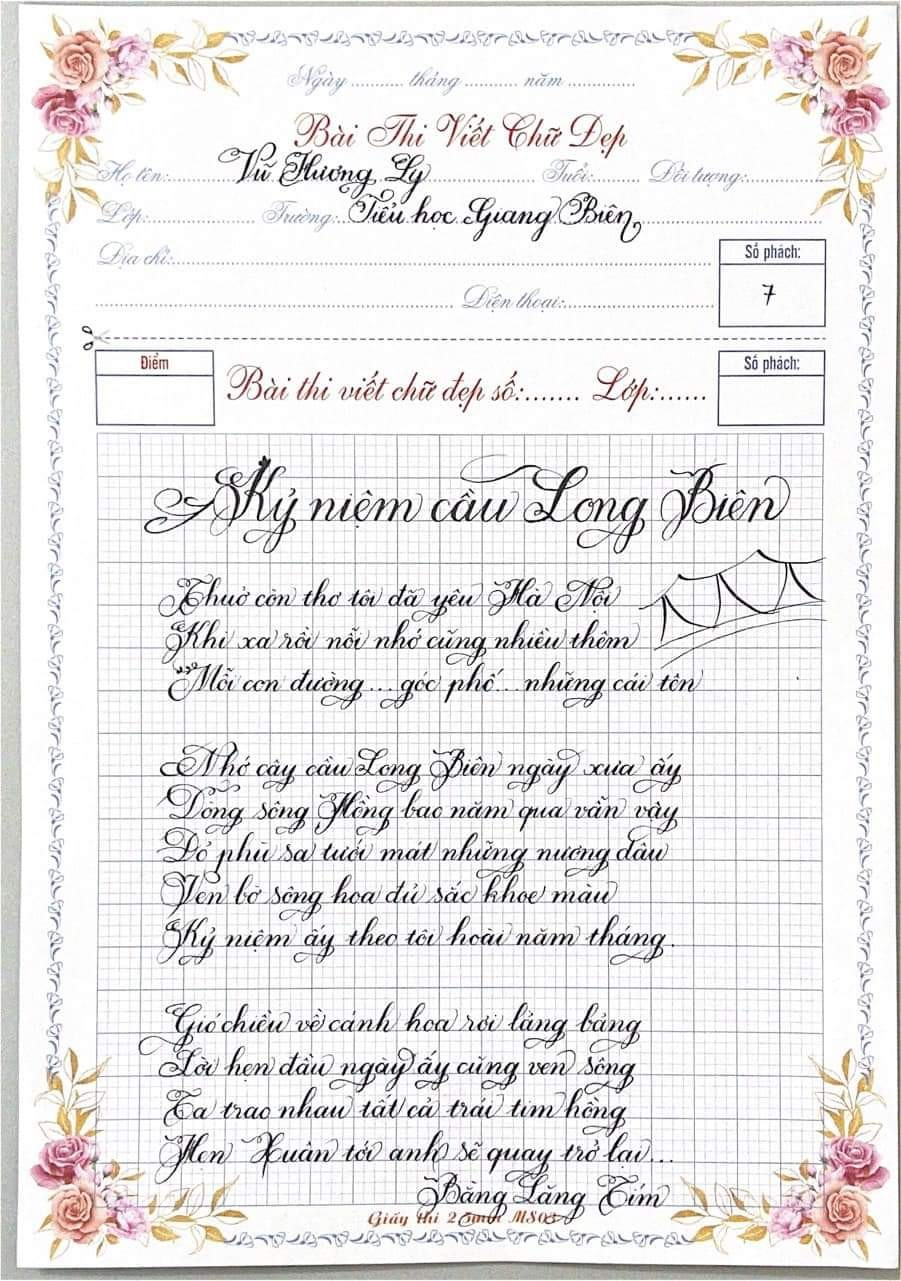 Ngày ........... tháng ........... năm ..............
Bài Thi Viết Chữ Đẹp
Họ tên: Vũ Hương Ly Tuổi:......... Đối tượng:..............
Lớp:................ Trường: Tiểu học Giang Biên
Địa chỉ:
Số phách:
7
Điện thoại:
Điểm
Bài thi viết chữ đẹp số:....... Lớp:......
Số phách:
Kỷ niệm cầu Long Biên
Thuở còn thơ tôi đã yêu Hà Nội
Khi xa rồi nỗi nhớ cũng nhiều thêm
Mỗi con đường... góc phố... những cái tên
Nhớ cây cầu Long Biên ngày xưa ấy
Dòng sông Hồng bao năm qua vẫn vậy
Đỏ phù sa tưới mát những nương dâu
Ven bờ sông hoa đủ sắc khoe màu
Kỷ niệm ấy theo tôi hoài năm tháng.
Gió chiều về cánh hoa rơi lảng bảng
Lời hẹn đầu ngày ấy cũng ven sông
Ta trao nhau tất cả trái tim hồng
Hẹn Xuân tới anh sẽ quay trở lại...
Bằng Lăng Tím
Giấy thi 2.5 MS03